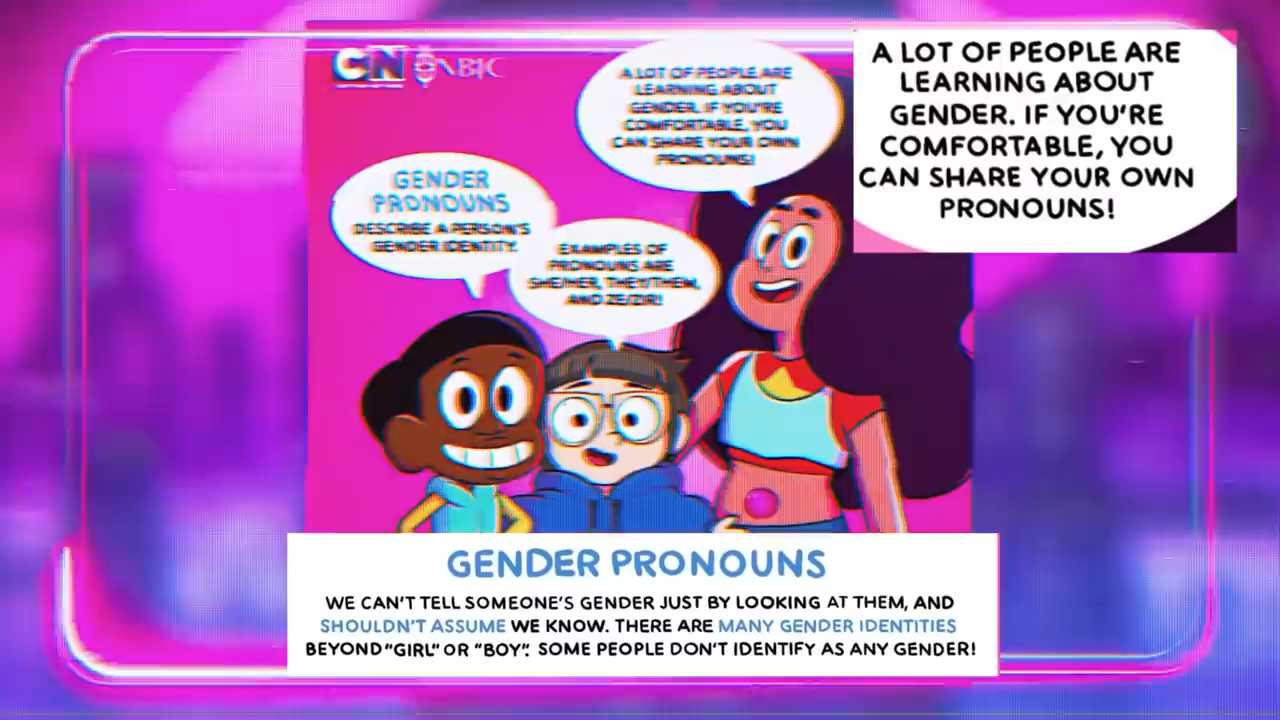 CN
NBJC
A LOT OF PEOPLE ARE
LEARNING ABOUT
GENDER. IF YOU'RE
COMFORTABLE, YOU
CAN SHARE YOUR OWN
PRONOUNS!
A LOT OF PEOPLE ARE
LEARNING ABOUT
GENDER. IF YOU'RE
COMFORTABLE, YOU
CAN SHARE YOUR OWN
PRONOUNS!
GENDER
PRONOUNS
DESCRIBE A PERSON'S
GENDER IDENTITY.
EXAMPLES OF
PRONOUNS ARE
SHE/HER, THEY/THEM,
AND ZE/ZIR!
GENDER PRONOUNS
WE CAN'T TELL SOMEONE'S GENDER JUST BY LOOKING AT THEM, AND
SHOULDN'T ASSUME WE KNOW. THERE ARE MANY GENDER IDENTITIES
BEYOND "GIRL" OR "BOY". SOME PEOPLE DON'T IDENTIFY AS ANY GENDER!